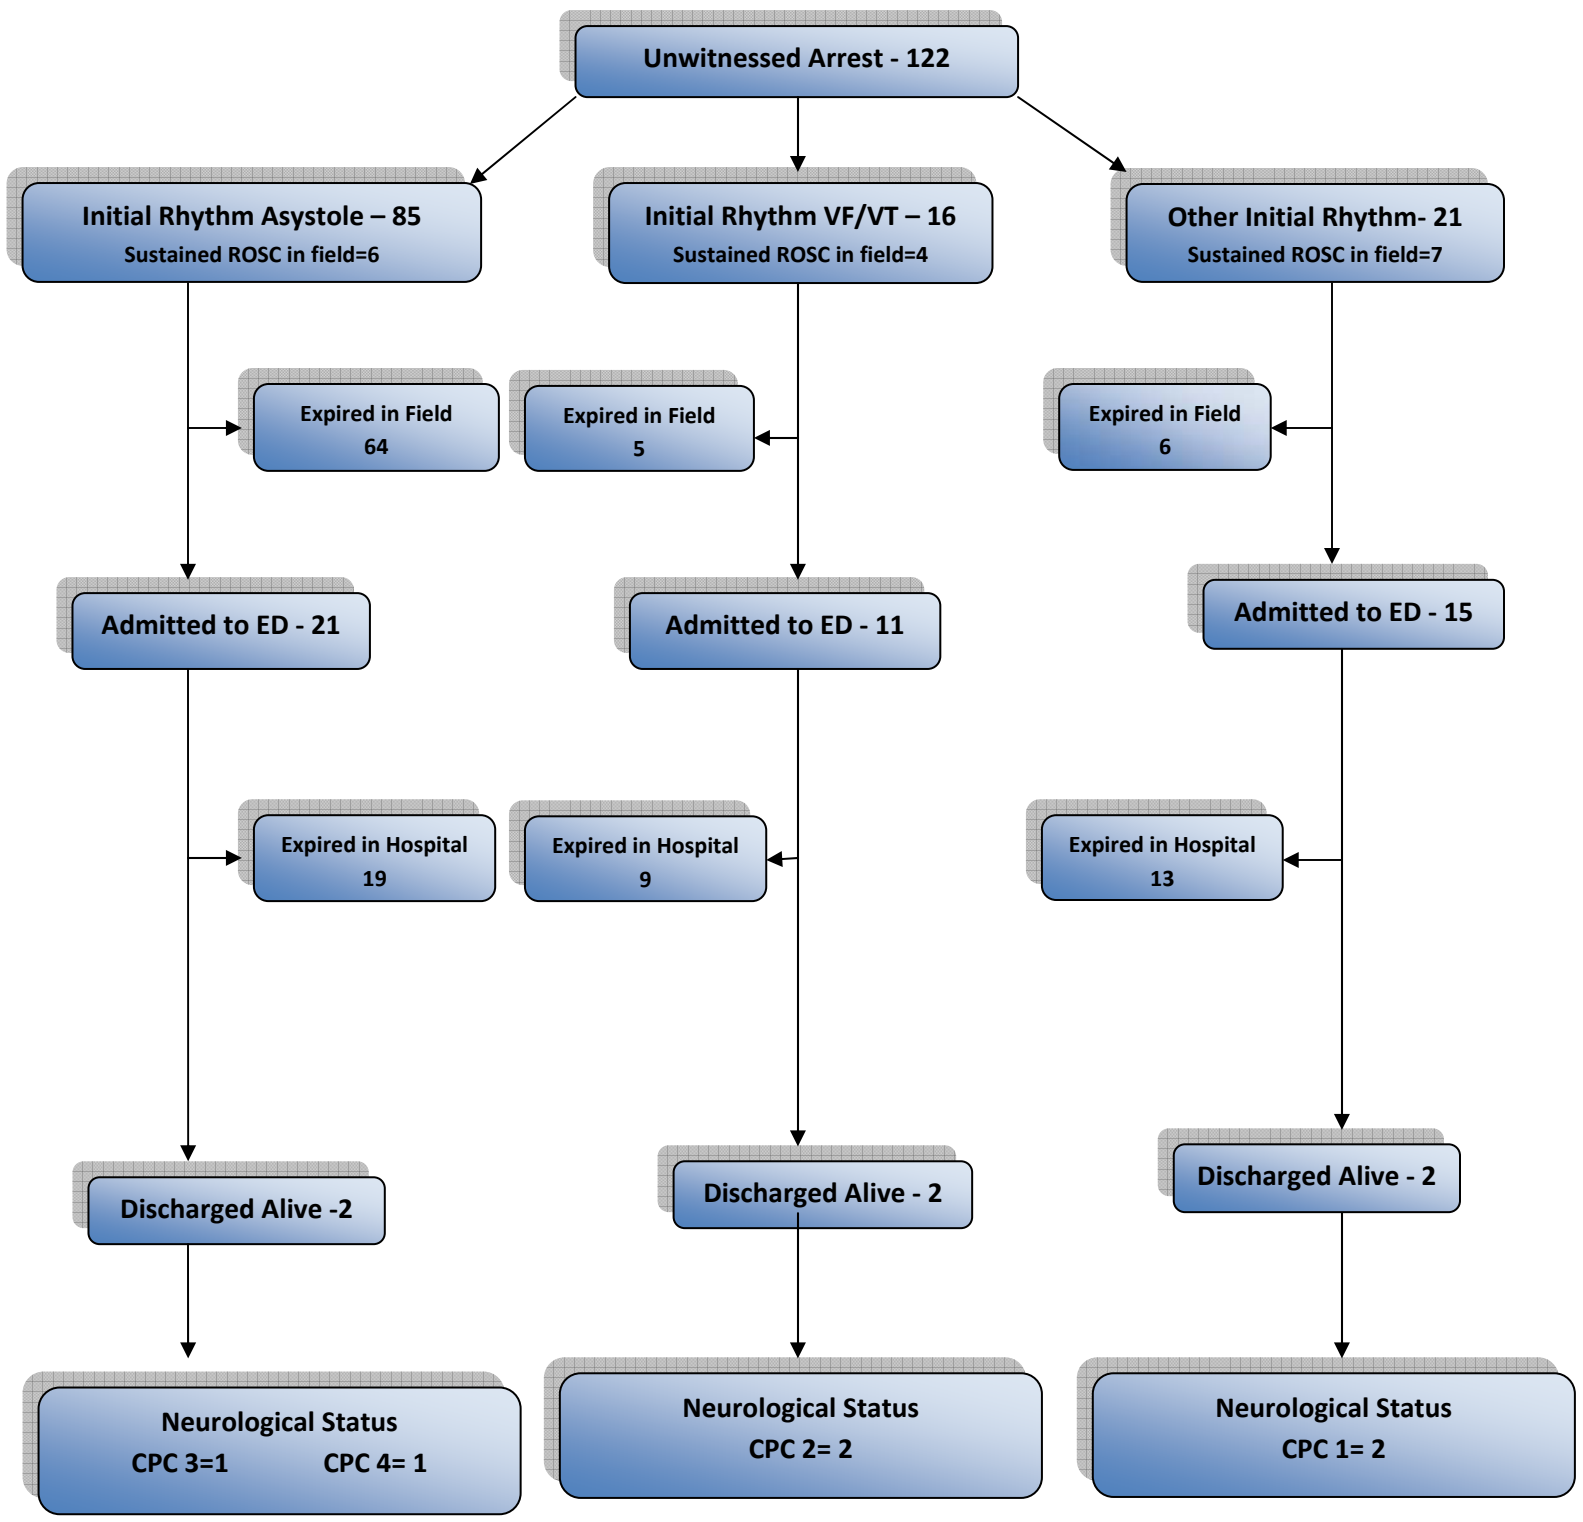 Unwitnessed Arrest - 122
Initial Rhythm Asystole – 85
Sustained ROSC in field=6
Initial Rhythm VF/VT – 16
Sustained ROSC in field=4
Other Initial Rhythm- 21
Sustained ROSC in field=7
Expired in Field
64
Expired in Field
5
Expired in Field
6
Admitted to ED - 21
Admitted to ED - 11
Admitted to ED - 15
Expired in Hospital
19
Expired in Hospital
9
Expired in Hospital
13
Discharged Alive -2
Discharged Alive - 2
Discharged Alive - 2
Neurological Status
CPC 3=1 CPC 4= 1
Neurological Status
CPC 2= 2
Neurological Status
CPC 1= 2